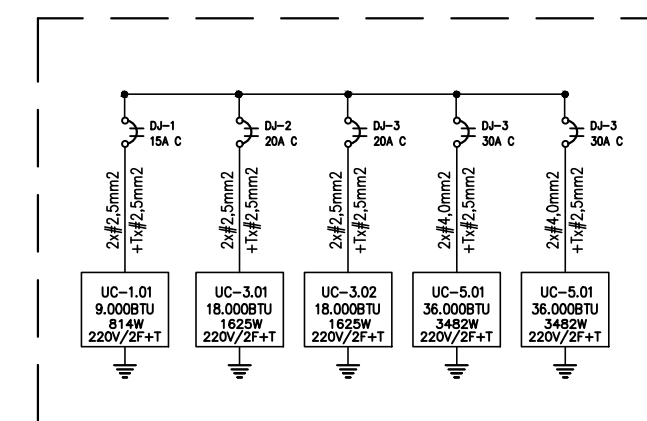 DJ-1
15A C
DJ-2
20A C
DJ-3
20A C
DJ-3
30A C
DJ-3
30A C
2x#2,5mm2
+Tx#2,5mm2
2x#2,5mm2
+Tx#2,5mm2
2x#2,5mm2
+Tx#2,5mm2
2x#4,0mm2
+Tx#2,5mm2
2x#4,0mm2
+Tx#2,5mm2
UC-1.01
9.000BTU
814W
220V/2F+T
UC-3.01
18.000BTU
1625W
220V/2F+T
UC-3.02
18.000BTU
1625W
220V/2F+T
UC-5.01
36.000BTU
3482W
220V/2F+T
UC-5.01
36.000BTU
3482W
220V/2F+T